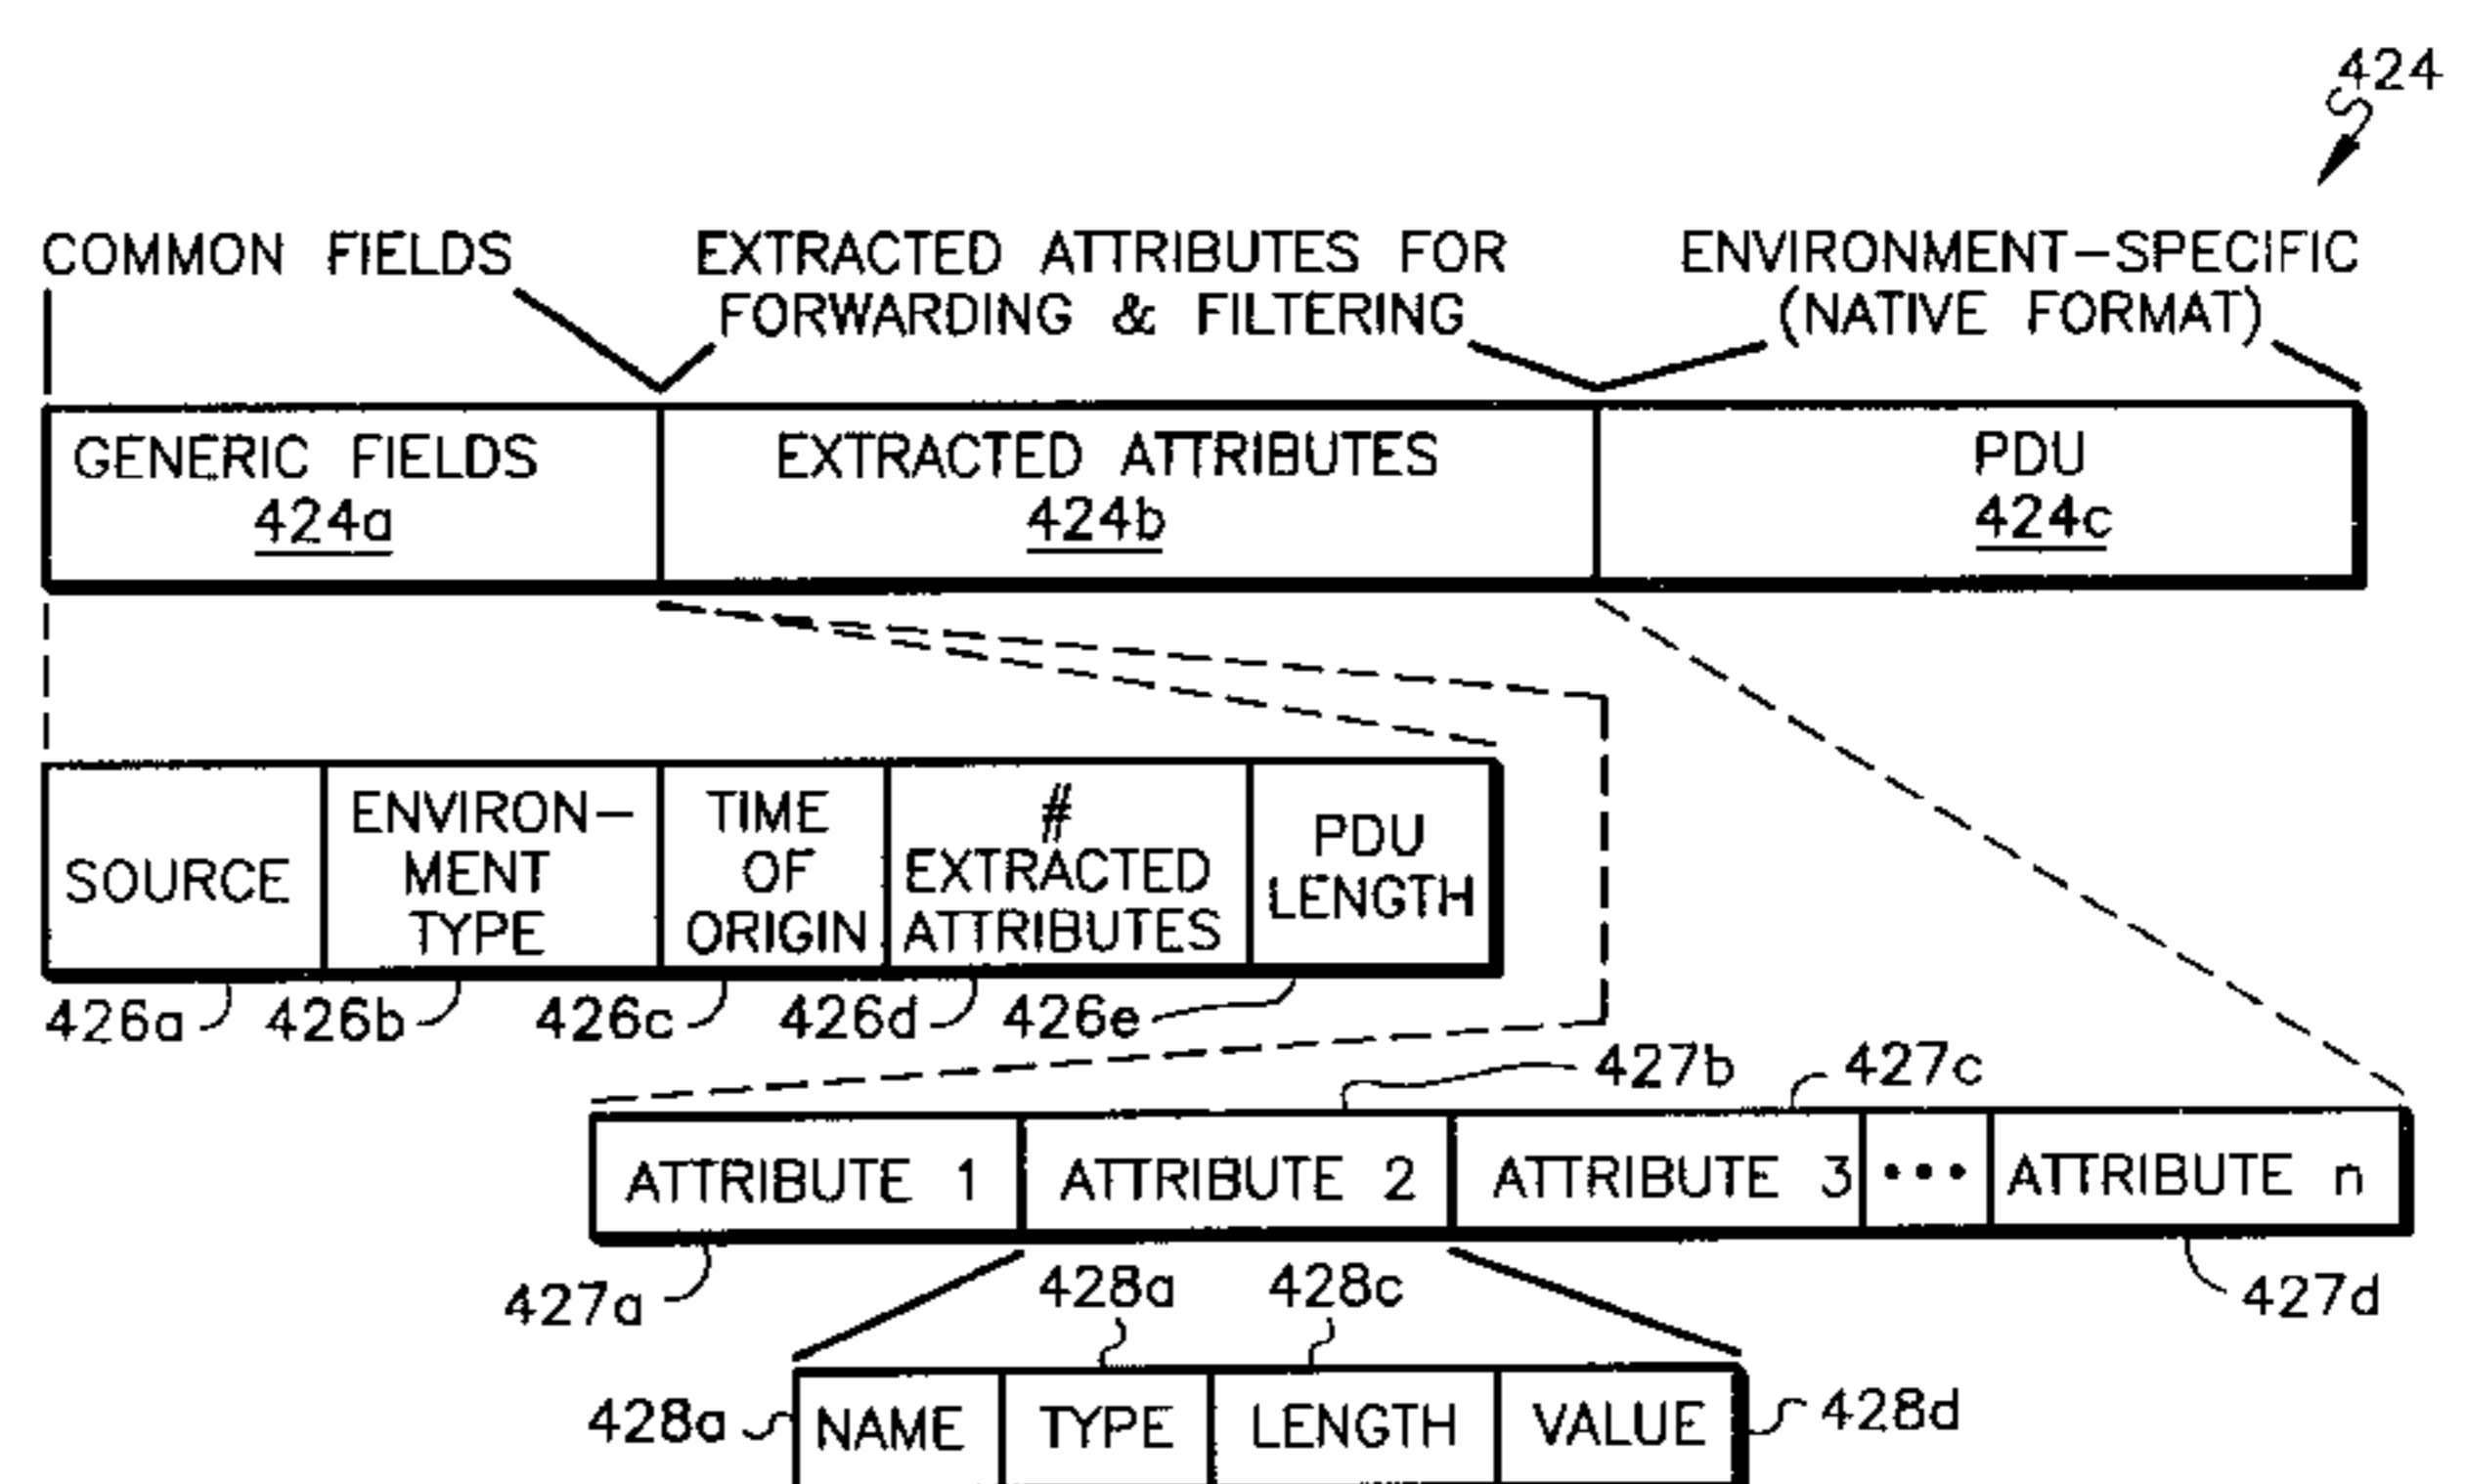 424
COMMON FIELDS
EXTRACTED ATTRIBUTES FOR
FORWARDING & FILTERING
ENVIRONMENT-SPECIFIC
(NATIVE FORMAT)
GENERIC FIELDS
424a
EXTRACTED ATTRIBUTES
424b
PDU
424c
SOURCE
ENVIRON-
MENT
TYPE
TIME
OF
ORIGIN
#
EXTRACTED
ATTRIBUTES
PDU
LENGTH
426a
426b
426c
426d
426e
427b
427c
ATTRIBUTE 1
ATTRIBUTE 2
ATTRIBUTE 3
•••
ATTRIBUTE n
427a
427d
428a
428c
428a
NAME
TYPE
LENGTH
VALUE
428d